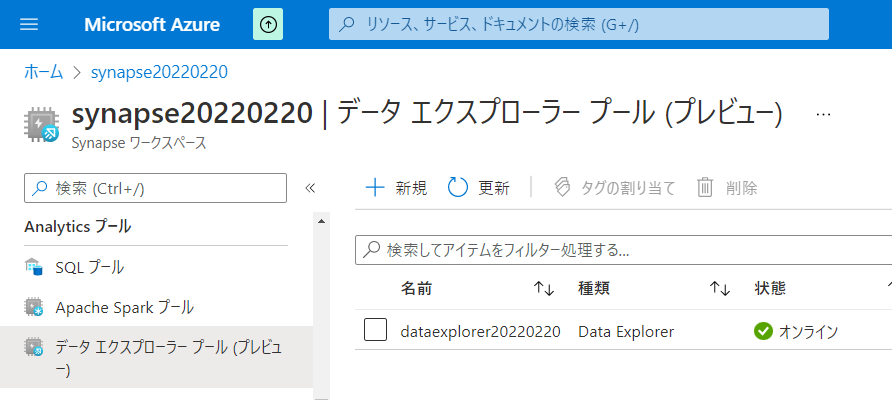 Microsoft Azure
リソース、サービス、ドキュメントの検索 (G+/)
ホーム > synapse20220220
synapse20220220 | データ エクスプローラー プール (プレビュー) ...
Synapse ワークスペース
検索 (Ctrl+/) «
+ 新規 更新 タグの割り当て 削除
Analytics プール
SQL プール
Apache Spark プール
データ エクスプローラー プール (プレビュ
ー)
検索してアイテムをフィルター処理する...
名前 ↑↓ 種類 ↑↓ 状態
dataexplorer20220220 Data Explorer オンライン